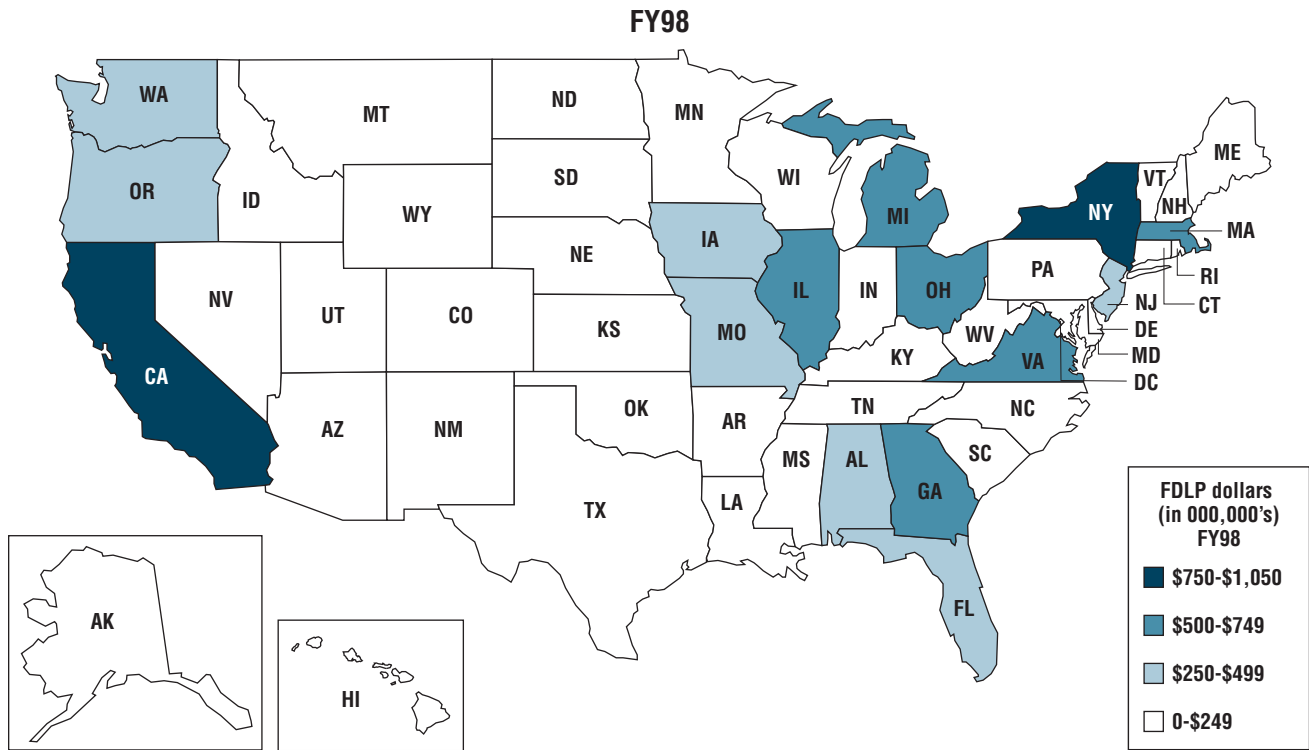 FY98
WA
MT
ND
MN
ME
OR
ID
SD
WI
VT
NH
NY
MI
MA
WY
IA
NE
PA
RI
NV
UT
CO
IL
IN
OH
NJ
CT
KS
MO
WV
DE
KY
VA
MD
CA
DC
OK
TN
NC
AZ
NM
AR
SC
MS
AL
GA
LA
TX
FL
AK
HI
FDLP dollars
(in 000,000's)
FY98
$750-$1,050
$500-$749
$250-$499
0-$249